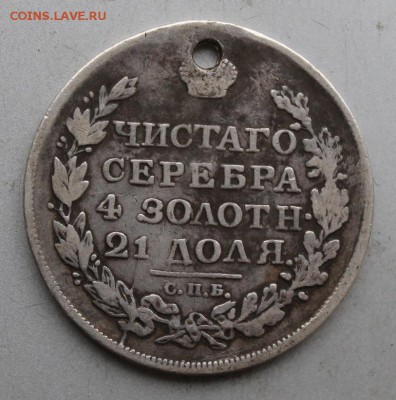 COINS.LAVE.RU
ЧИСТАГО
СЕРЕБРА
4 ЗОЛОТН·
21 ДОЛЯ.
С.П.Б.